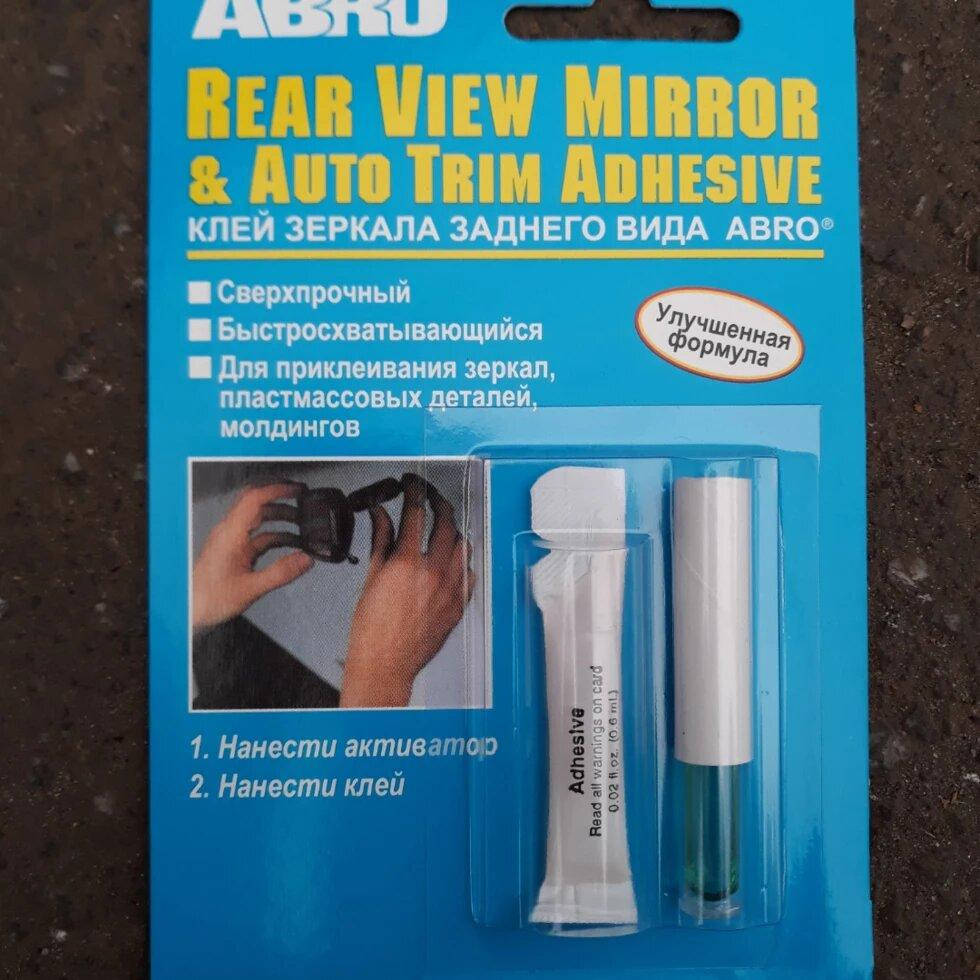 ABRO
REAR VIEW MIRROR
& AUTO TRIM ADHESIVE
КЛЕЙ ЗЕРКАЛА ЗАДНЕГО ВИДА ABRO®
Сверхпрочный
Быстросхватывающийся
Для приклеивания зеркал,
пластмассовых деталей,
молдингов
Улучшенная
формула
1. Нанести активатор
2. Нанести клей
Adhesive
Read all warnings on card
0.02 fl.oz. (0.6 ml.)